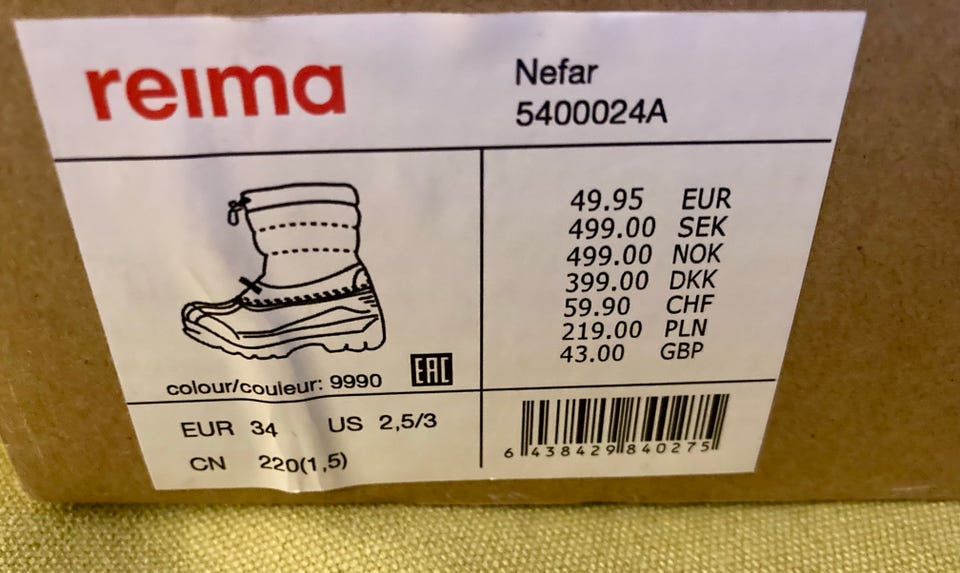 reima
Nefar
5400024A
49.95 EUR
499.00 SEK
499.00 NOK
399.00 DKK
59.90 CHF
219.00 PLN
43.00 GBP
colour/couleur: 9990
EAC
EUR 34 US 2,5/3
CN 220(1,5)
6 438429 840275